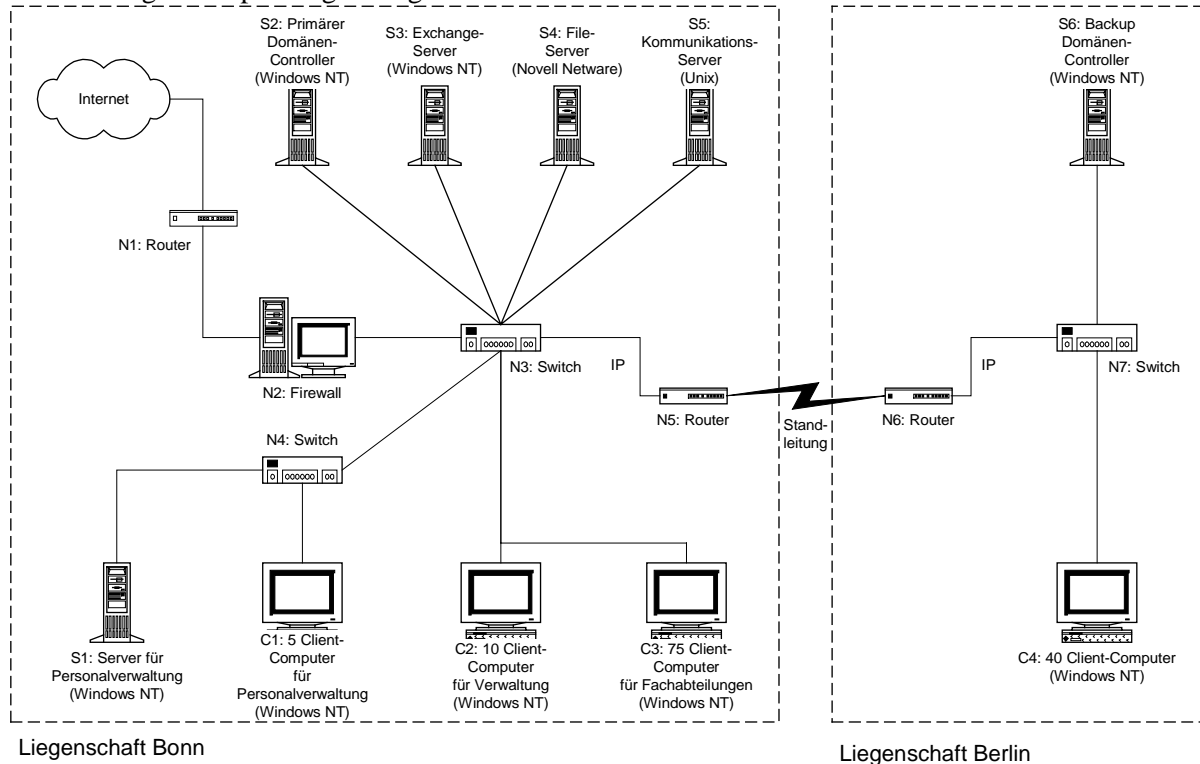 S2: Primärer
Domänen-
Controller
(Windows NT)
S3: Exchange-
Server
(Windows NT)
S4: File-
Server
(Novell Netware)
S5:
Kommunikations-
Server
(Unix)
S6: Backup
Domänen-
Controller
(Windows NT)
Internet
N1: Router
N2: Firewall
N3: Switch
IP
N5: Router
Stand-
leitung
N6: Router
IP
N7: Switch
N4: Switch
S1: Server für
Personalverwaltung
(Windows NT)
C1: 5 Client-
Computer
für
Personalverwaltung
(Windows NT)
C2: 10 Client-
Computer
für Verwaltung
(Windows NT)
C3: 75 Client-
Computer
für Fachabteilungen
(Windows NT)
C4: 40 Client-Computer
(Windows NT)
Liegenschaft Bonn
Liegenschaft Berlin